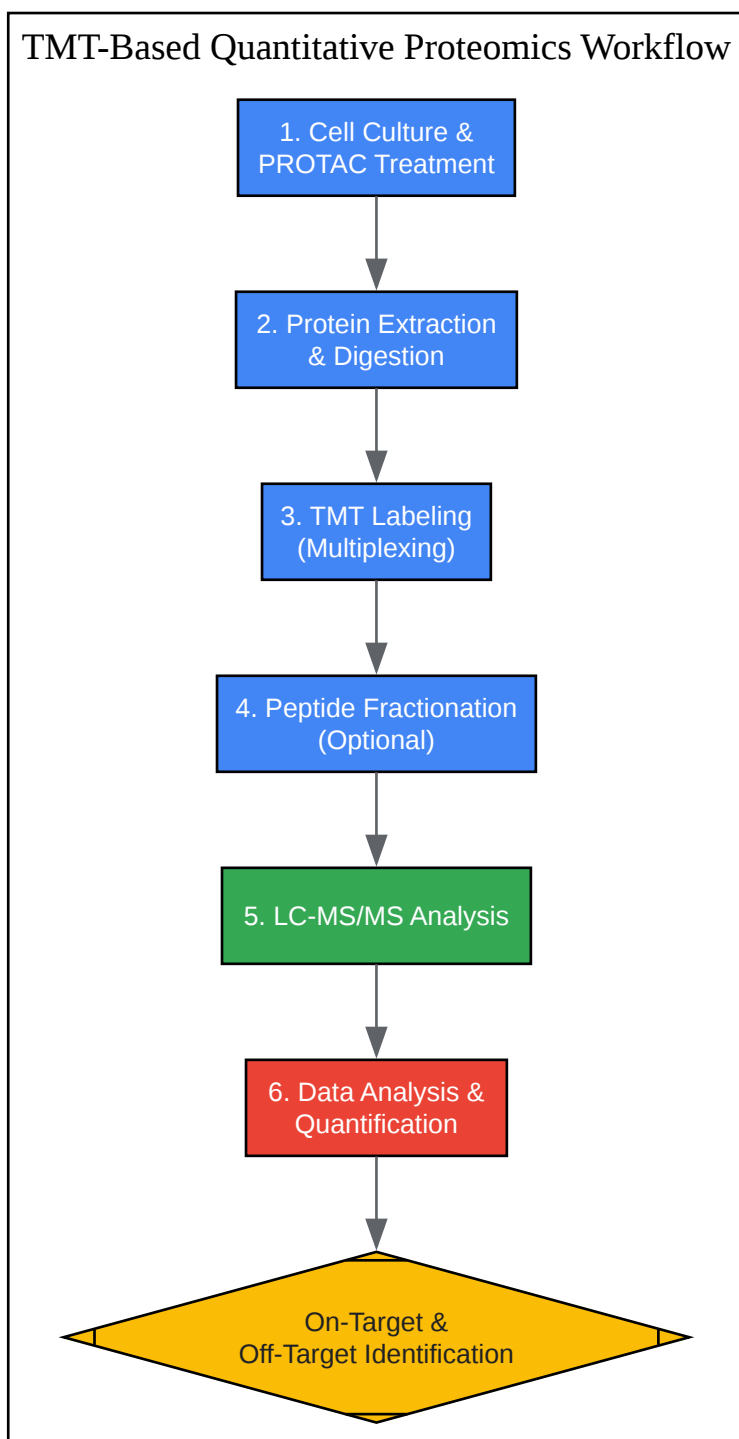 TMT-Based Quantitative Proteomics Workflow
1. Cell Culture &
PROTAC Treatment
2. Protein Extraction
& Digestion
3. TMT Labeling
(Multiplexing)
4. Peptide Fractionation
(Optional)
5. LC-MS/MS Analysis
6. Data Analysis &
Quantification
On-Target &
Off-Target Identification